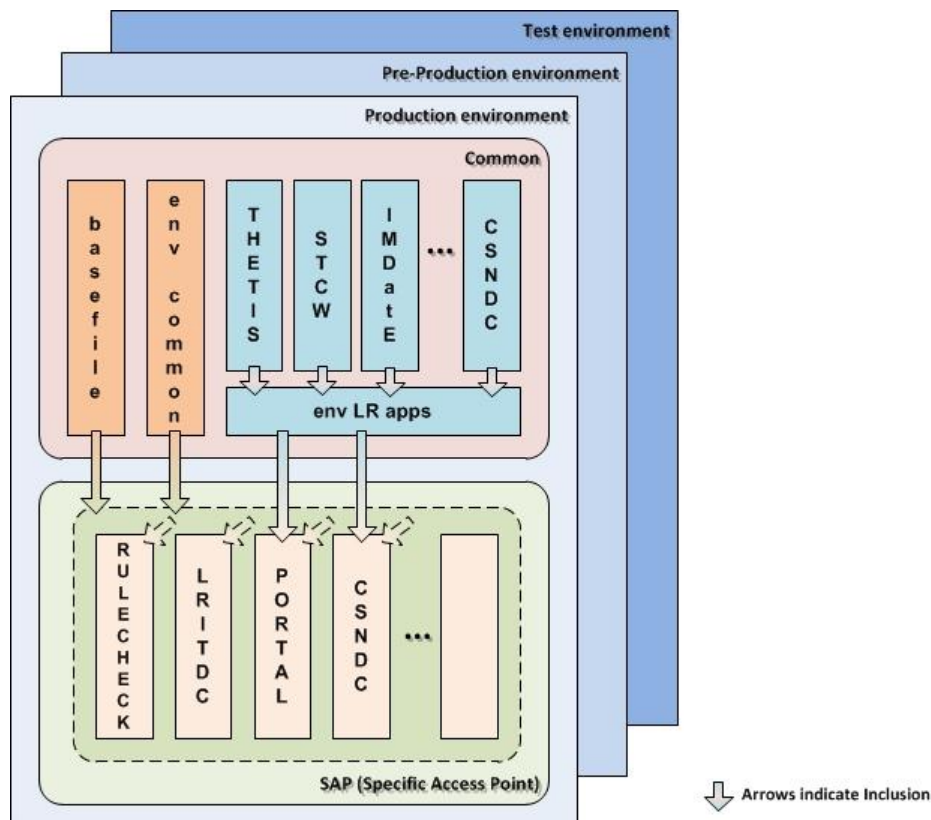 Test environment
Pre-Production environment
Production environment
Common
basefile
env common
THETIS
STCW
IMDatE
...
CSNDC
env LR apps
RULECHECK
LRITDC
PORTAL
CSNDC
...
SAP (Specific Access Point)
Arrows indicate Inclusion